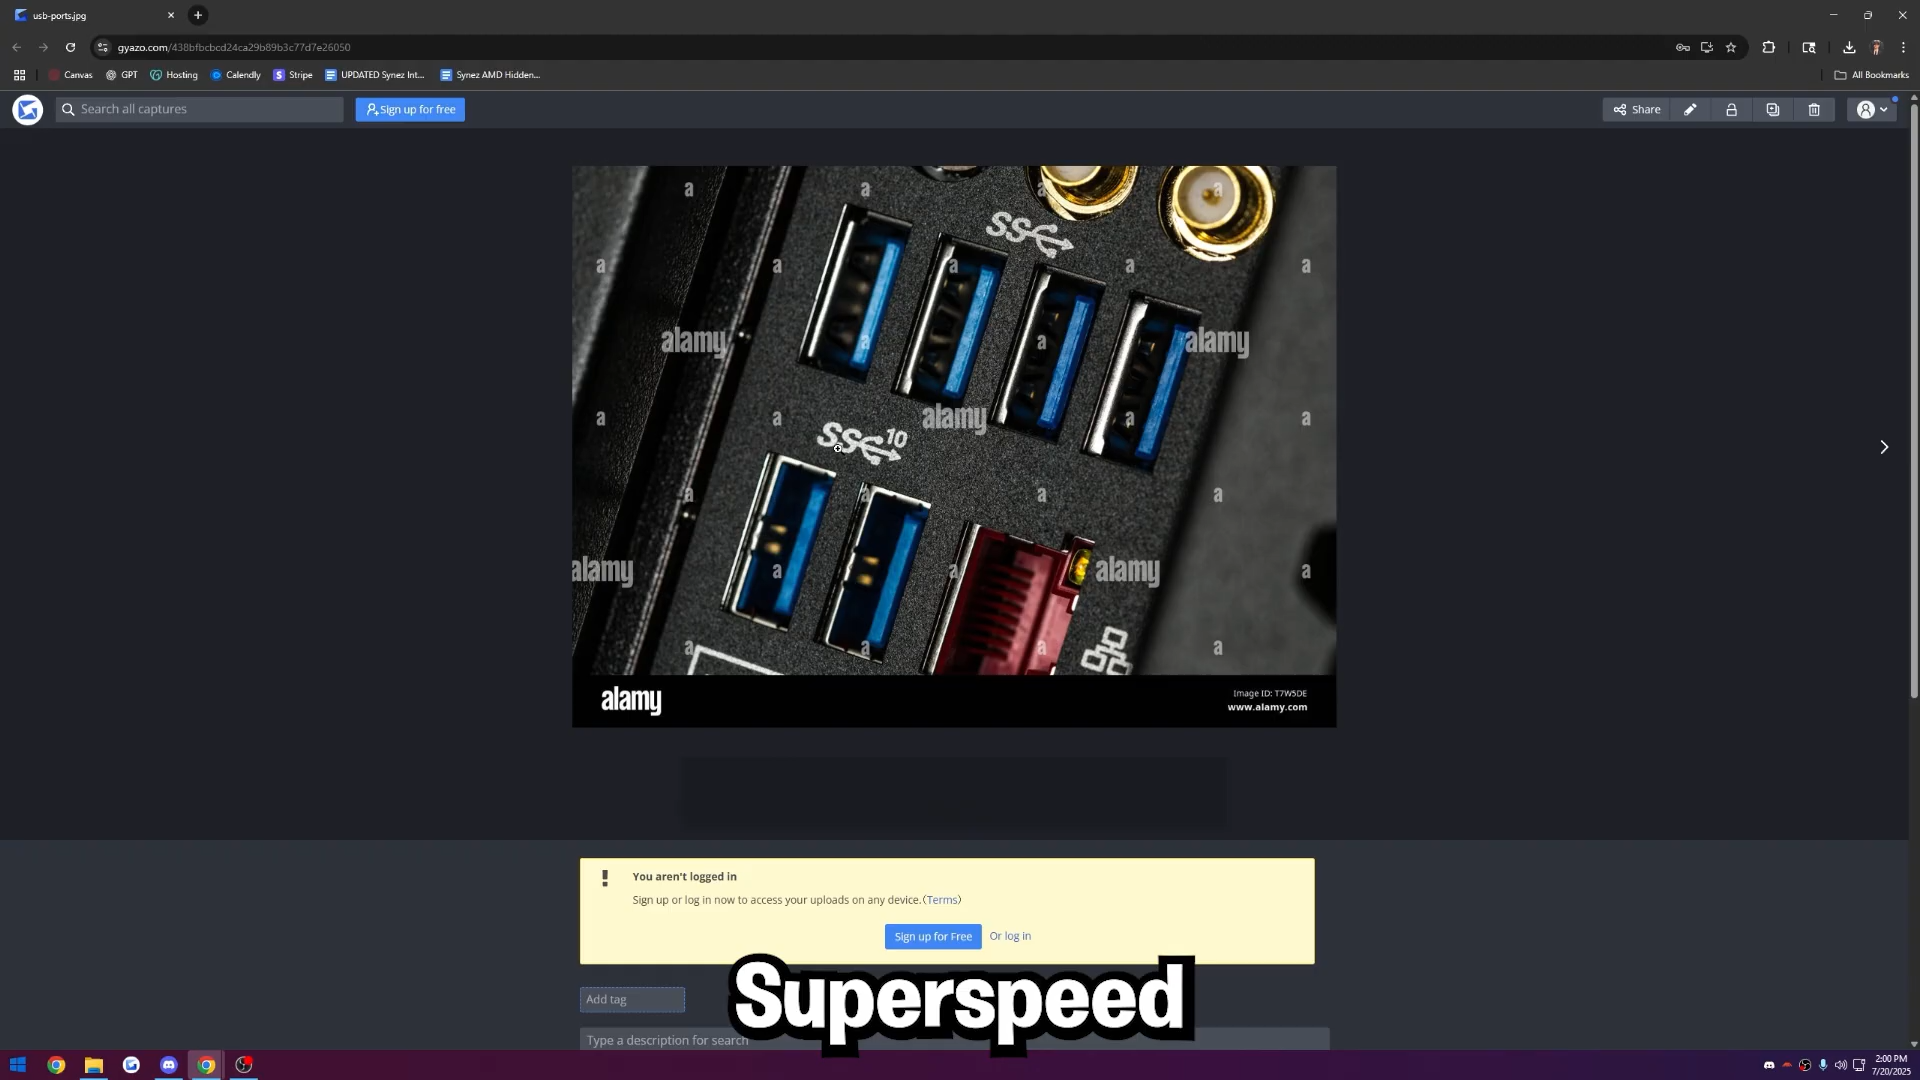 usb-ports.jpg
gyazo.com/438bfbcbcd24ca29b89b3c77d7e26050
Canvas
GPT
Hosting
Calendly
Stripe
UPDATED Synez Int...
Synez AMD Hidden...
All Bookmarks
Search all captures
Sign up for free
Share
a a a a
SS
a a a a a
alamy alamy
a a
alamy
a a a a
SS 10
a a a a
alamy alamy
a a a
a a a a
alamy
Image ID: T7W5DE
www.alamy.com
You aren't logged in
Sign up or log in now to access your uploads on any device.(Terms)
Sign up for Free Or log in
Add tag
Superspeed
Type a description for search
2:00 PM
7/20/2025